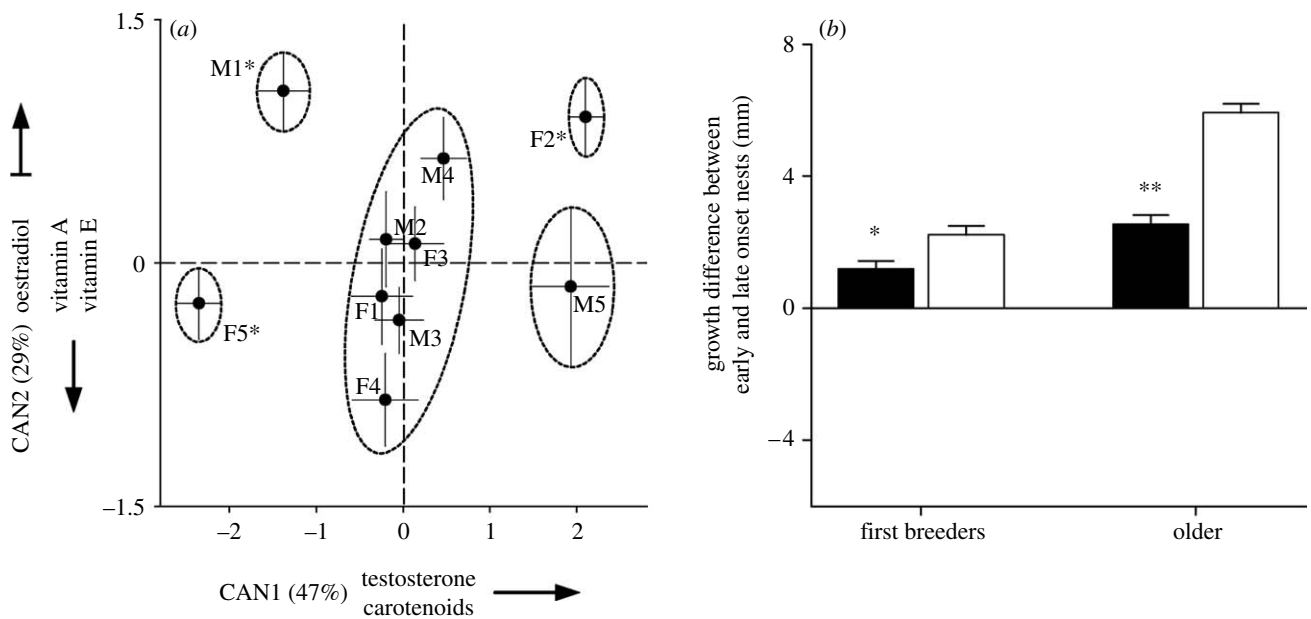 (a)
1.5
0
–1.5
–2
–1
0
1
2
M1*
F2*
M4
M2
F3
F1
M3
M5
F5*
F4
CAN2 (29%) oestradiol
vitamin A
vitamin E
CAN1 (47%)
testosterone
carotenoids
(b)
8
4
0
–4
*
**
first breeders
older
growth difference between
early and late onset nests (mm)